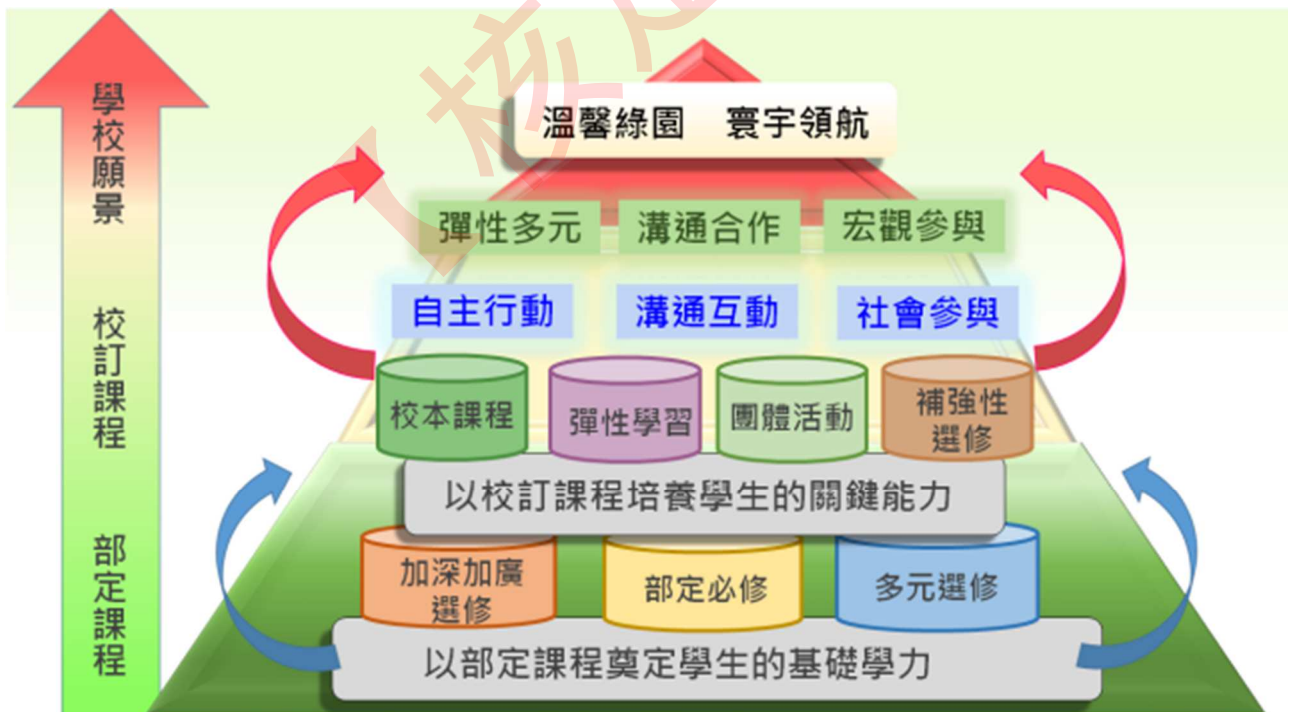 【核定
學校願景
校訂課程
部定課程
溫馨綠園 寰宇領航
彈性多元
溝通合作
宏觀參與
自主行動
溝通互動
社會參與
校本課程
彈性學習
團體活動
補強性
選修
以校訂課程培養學生的關鍵能力
加深加廣
選修
部定必修
多元選修
以部定課程奠定學生的基礎學力